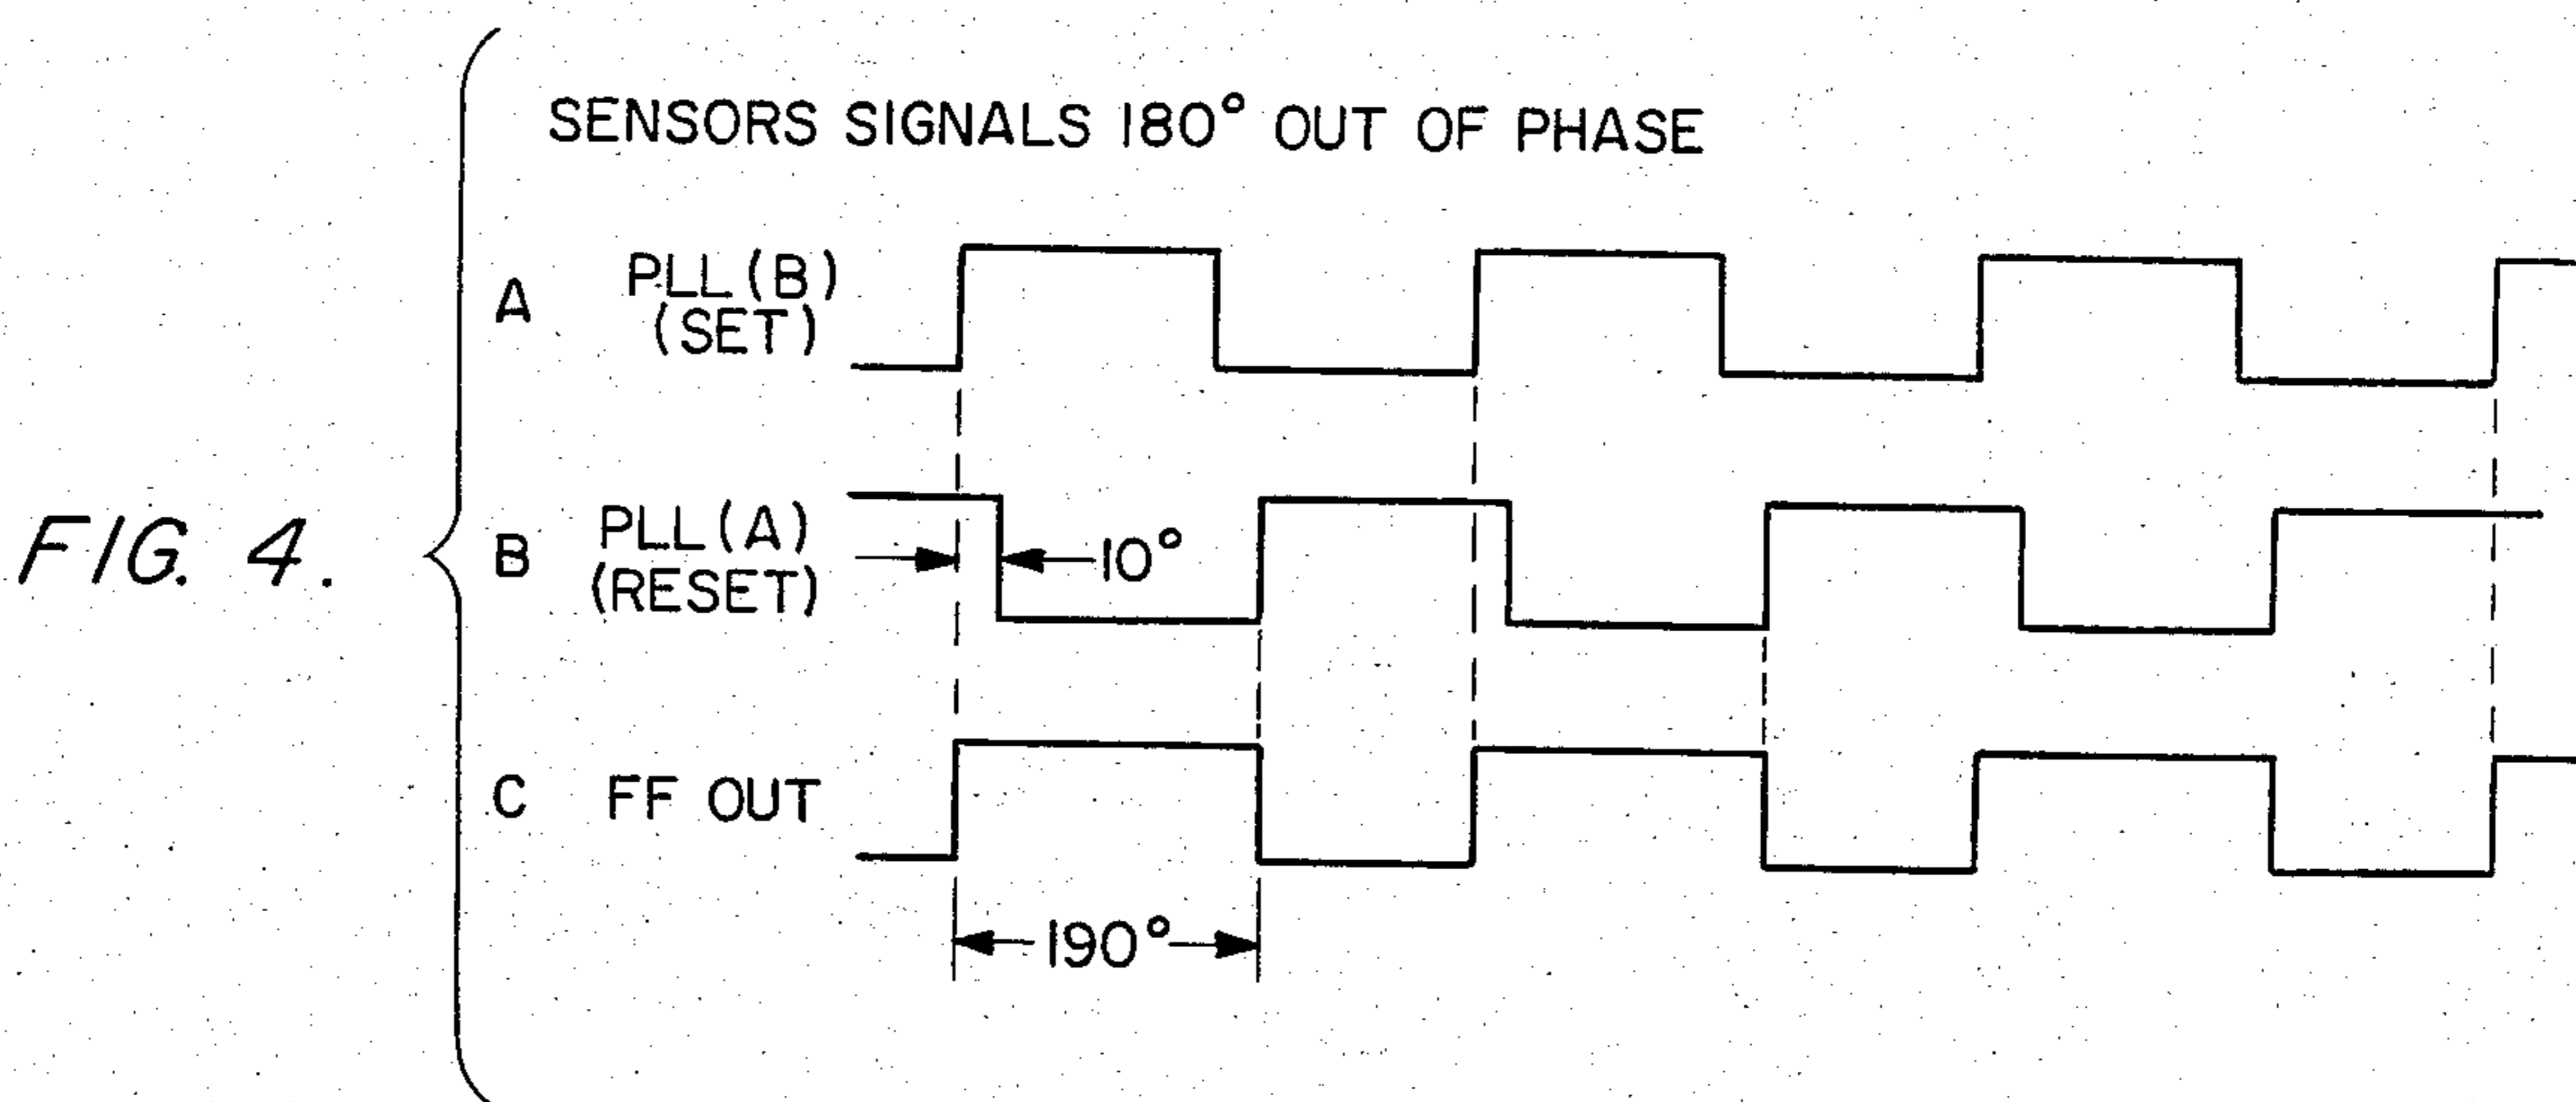 SENSORS SIGNALS 180° OUT OF PHASE
A PLL (B)
(SET)
FIG. 4.
B PLL (A)
(RESET)
10°
C FF OUT
190°